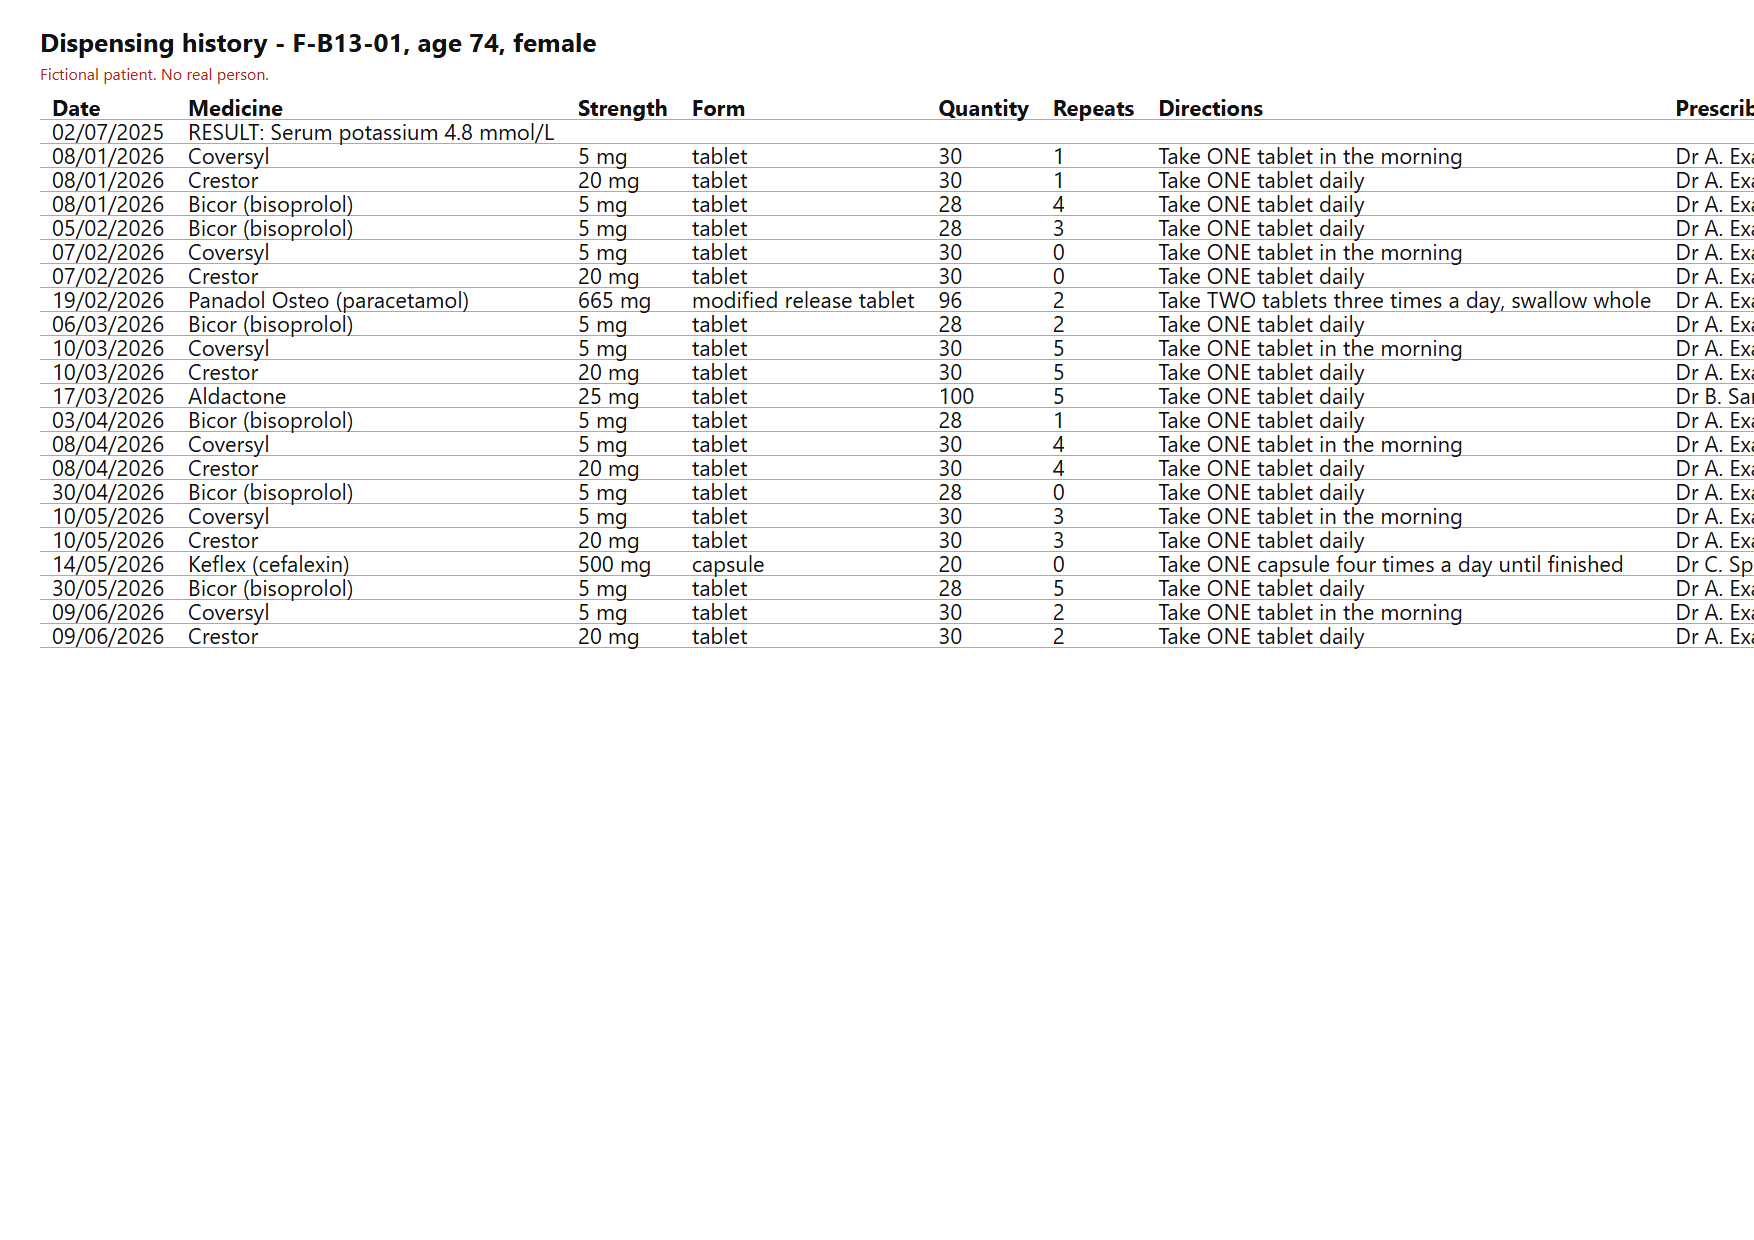 Dispensing history - F-B13-01, age 74, female
Fictional patient. No real person.
Date Medicine Strength Form Quantity Repeats Directions
02/07/2025 RESULT: Serum potassium 4.8 mmol/L
08/01/2026 Coversyl 5 mg tablet 30 1 Take ONE tablet in the morning Dr A.
08/01/2026 Crestor 20 mg tablet 30 1 Take ONE tablet daily Dr A.
08/01/2026 Bicor (bisoprolol) 5 mg tablet 28 4 Take ONE tablet daily Dr A.
05/02/2026 Bicor (bisoprolol) 5 mg tablet 28 3 Take ONE tablet daily Dr A.
07/02/2026 Coversyl 5 mg tablet 30 0 Take ONE tablet in the morning Dr A.
07/02/2026 Crestor 20 mg tablet 30 0 Take ONE tablet daily Dr A.
19/02/2026 Panadol Osteo (paracetamol) 665 mg modified release tablet 96 2 Take TWO tablets three times a day, swallow whole Dr A.
06/03/2026 Bicor (bisoprolol) 5 mg tablet 28 2 Take ONE tablet daily Dr A.
10/03/2026 Coversyl 5 mg tablet 30 5 Take ONE tablet in the morning Dr A.
10/03/2026 Crestor 20 mg tablet 30 5 Take ONE tablet daily Dr A.
17/03/2026 Aldactone 25 mg tablet 100 5 Take ONE tablet daily Dr B.
03/04/2026 Bicor (bisoprolol) 5 mg tablet 28 1 Take ONE tablet daily Dr A.
08/04/2026 Coversyl 5 mg tablet 30 4 Take ONE tablet in the morning Dr A.
08/04/2026 Crestor 20 mg tablet 30 4 Take ONE tablet daily Dr A.
30/04/2026 Bicor (bisoprolol) 5 mg tablet 28 0 Take ONE tablet daily Dr A.
10/05/2026 Coversyl 5 mg tablet 30 3 Take ONE tablet in the morning Dr A.
10/05/2026 Crestor 20 mg tablet 30 3 Take ONE tablet daily Dr A.
14/05/2026 Keflex (cefalexin) 500 mg capsule 20 0 Take ONE capsule four times a day until finished Dr C.
30/05/2026 Bicor (bisoprolol) 5 mg tablet 28 5 Take ONE tablet daily Dr A.
09/06/2026 Coversyl 5 mg tablet 30 2 Take ONE tablet in the morning Dr A.
09/06/2026 Crestor 20 mg tablet 30 2 Take ONE tablet daily Dr A.